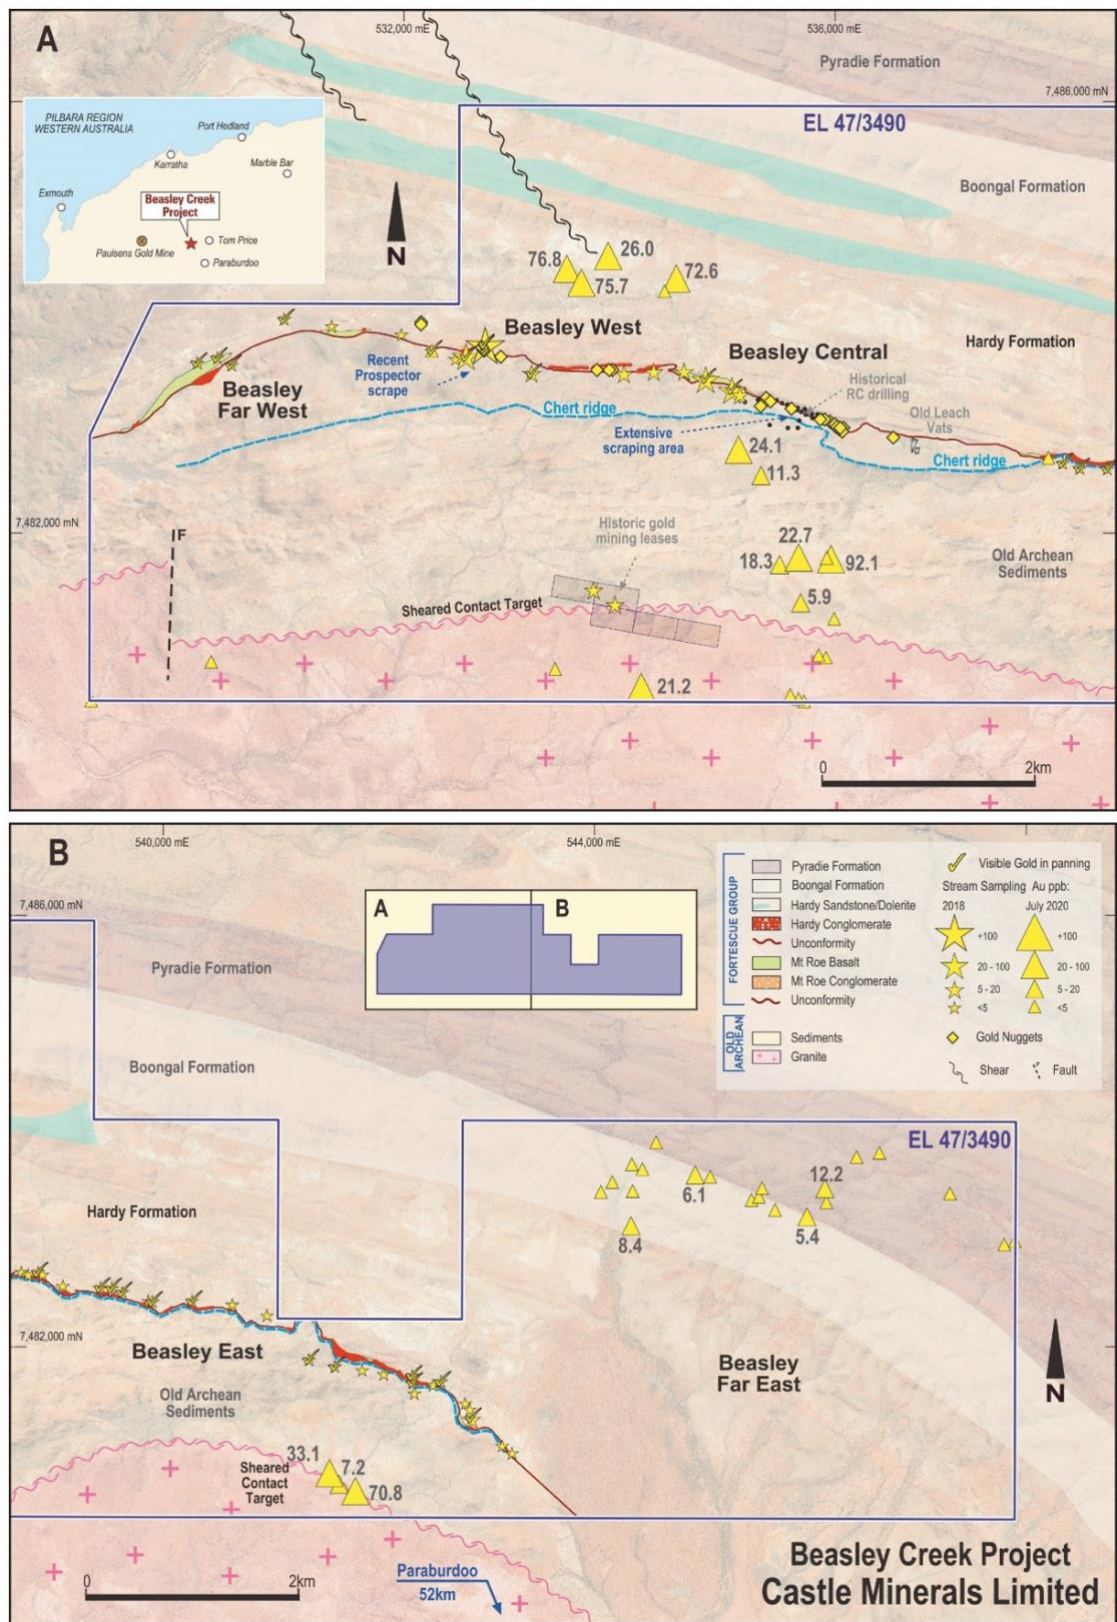 A
532,000 mE
536,000 mE
Pyradie Formation
7,486,000 mN
EL 47/3490
PILBARA REGION
WESTERN AUSTRALIA
Port Hedland
Karratha
Marble Bar
Exmouth
Beasley Creek
Project
Paulsens Gold Mine
Tom Price
Paraburdoo
N
Boongal Formation
76.8
26.0
75.7
72.6
Beasley West
Beasley Central
Hardy Formation
Recent
Prospector
scrape
Beasley
Far West
Historical
RC drilling
Chert ridge
Old Leach
Vats
Extensive
scraping area
Chert ridge
24.1
11.3
7,482,000 mN
F
Historic gold
mining leases
22.7
18.3
92.1
Old Archean
Sediments
5.9
Sheared Contact Target
21.2
0
2km
B
540,000 mE
544,000 mE
7,486,000 mN
A
B
Pyradie Formation
Boongal Formation
FORTESCUE GROUP
Pyradie Formation
Boongal Formation
Hardy Sandstone/Dolerite
Hardy Conglomerate
Unconformity
Mt Roe Basalt
Mt Roe Conglomerate
Unconformity
OLD
ARCHEAN
Sediments
Granite
Visible Gold in panning
Stream Sampling Au ppb:
2018
July 2020
+100
+100
20 - 100
20 - 100
5 - 20
5 - 20
<5
<5
Gold Nuggets
Shear
Fault
EL 47/3490
Hardy Formation
6.1
12.2
8.4
5.4
7,482,000 mN
Beasley East
Beasley
Far East
N
Old Archean
Sediments
33.1
7.2
70.8
Sheared
Contact
Target
0
2km
Paraburdoo
52km
Beasley Creek Project
Castle Minerals Limited